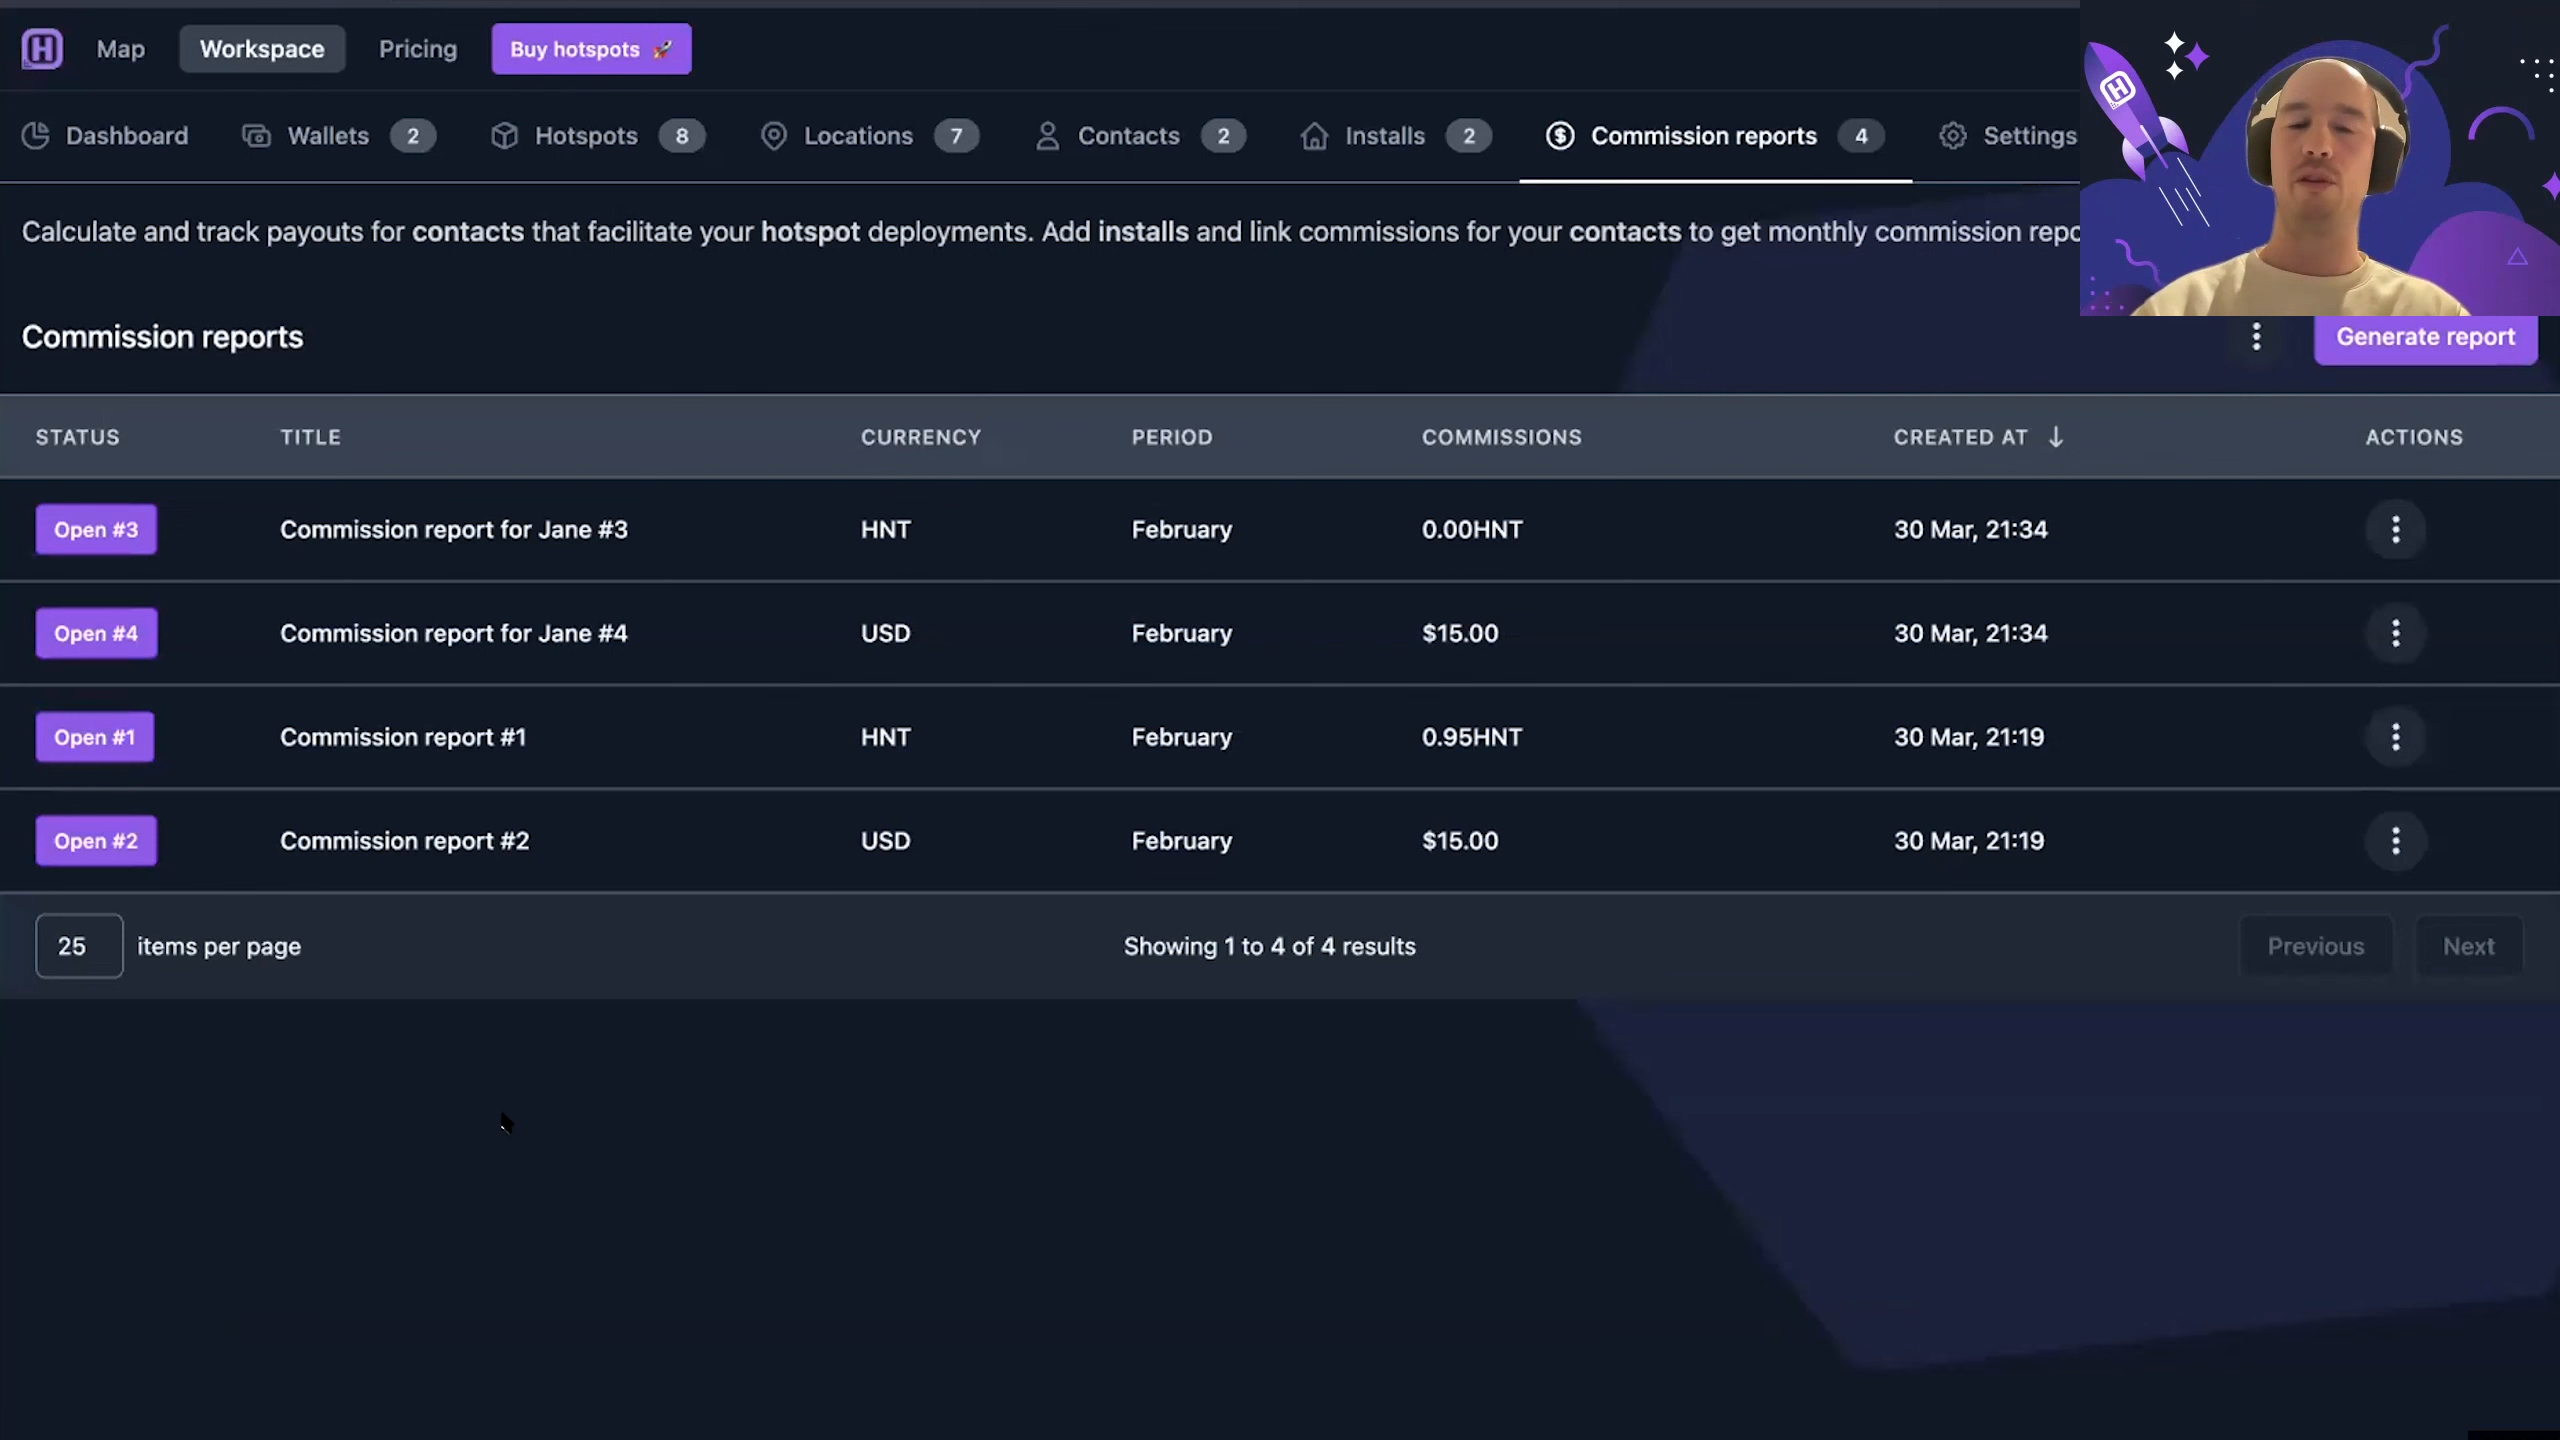 Map Workspace Pricing Buy hotspots 🚀
Dashboard Wallets 2 Hotspots 8 Locations 7 Contacts 2 Installs 2 Commission reports 4 Settings
Calculate and track payouts for contacts that facilitate your hotspot deployments. Add installs and link commissions for your contacts to get monthly commission repo
Commission reports
Generate report
STATUS TITLE CURRENCY PERIOD COMMISSIONS CREATED AT ↓ ACTIONS
Open #3 Commission report for Jane #3 HNT February 0.00HNT 30 Mar, 21:34
Open #4 Commission report for Jane #4 USD February $15.00 30 Mar, 21:34
Open #1 Commission report #1 HNT February 0.95HNT 30 Mar, 21:19
Open #2 Commission report #2 USD February $15.00 30 Mar, 21:19
25 items per page Showing 1 to 4 of 4 results Previous Next